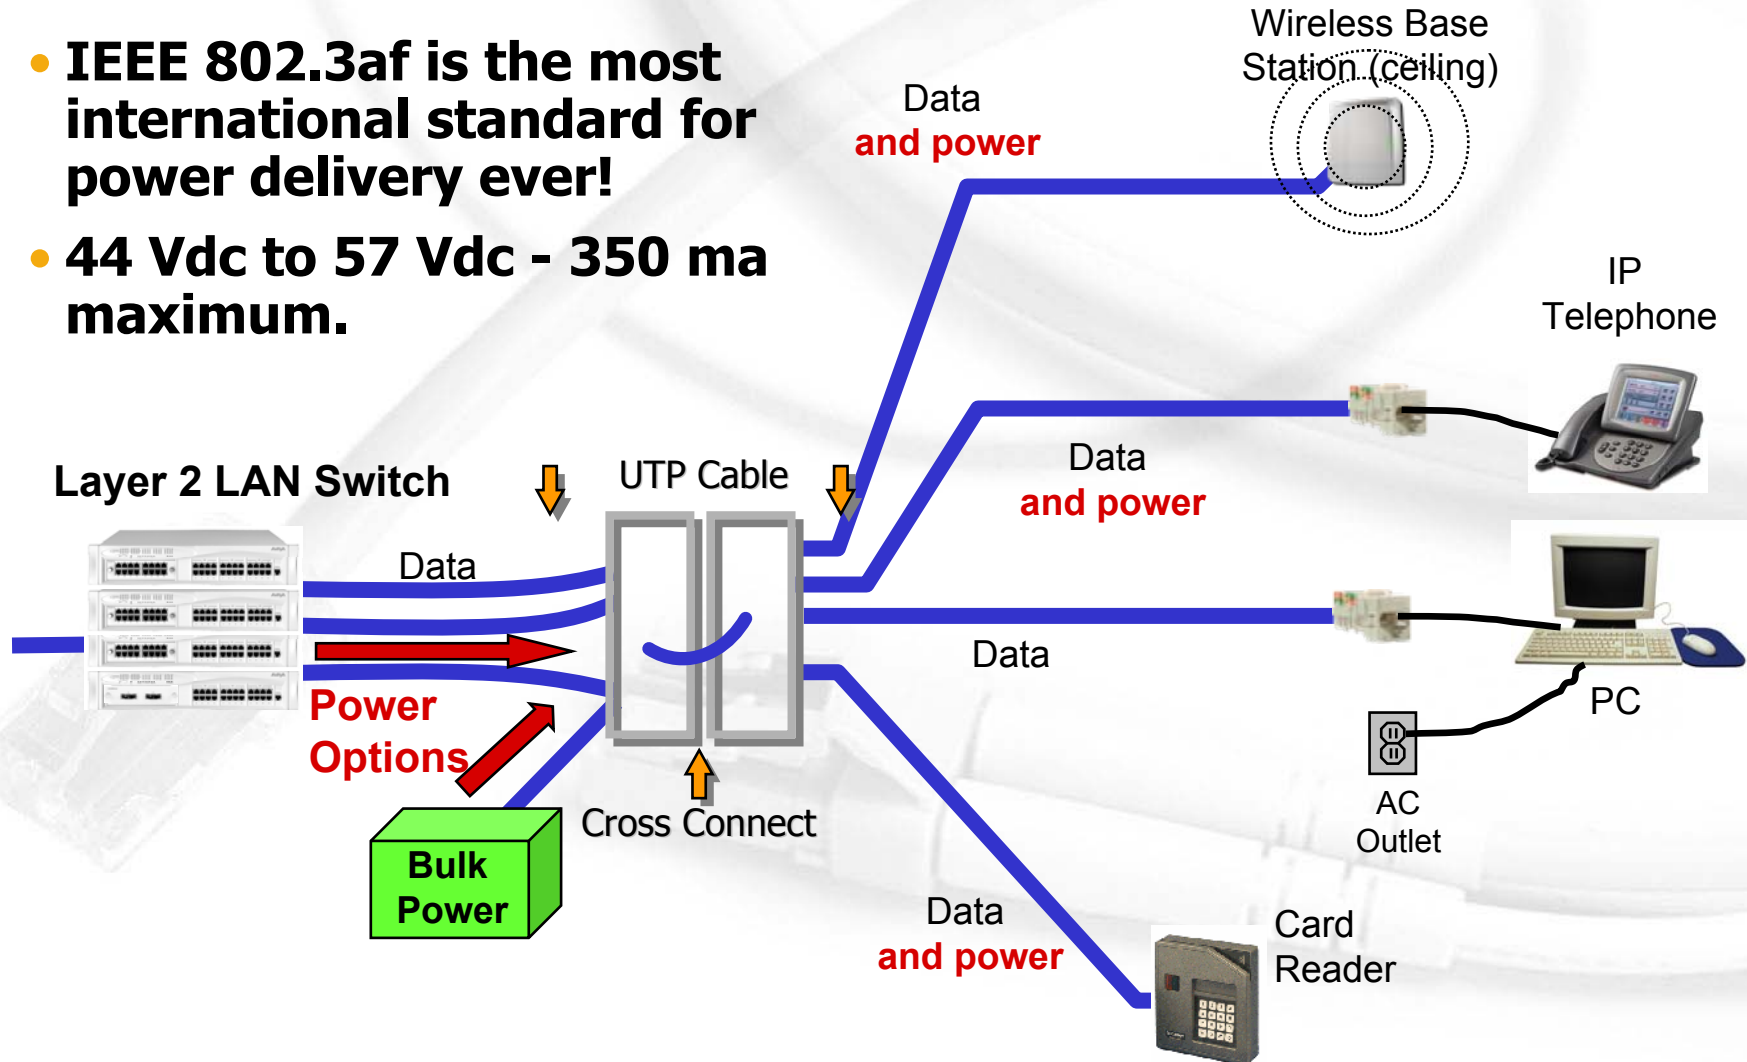 • IEEE 802.3af is the most
international standard for
power delivery ever!
• 44 Vdc to 57 Vdc - 350 ma
maximum.
Wireless Base
Station (ceiling)
Data
and power
IP
Telephone
Layer 2 LAN Switch
UTP Cable
Data
and power
Data
Data
Power
Options
PC
Cross Connect
AC
Outlet
Bulk
Power
Data
and power
Card
Reader